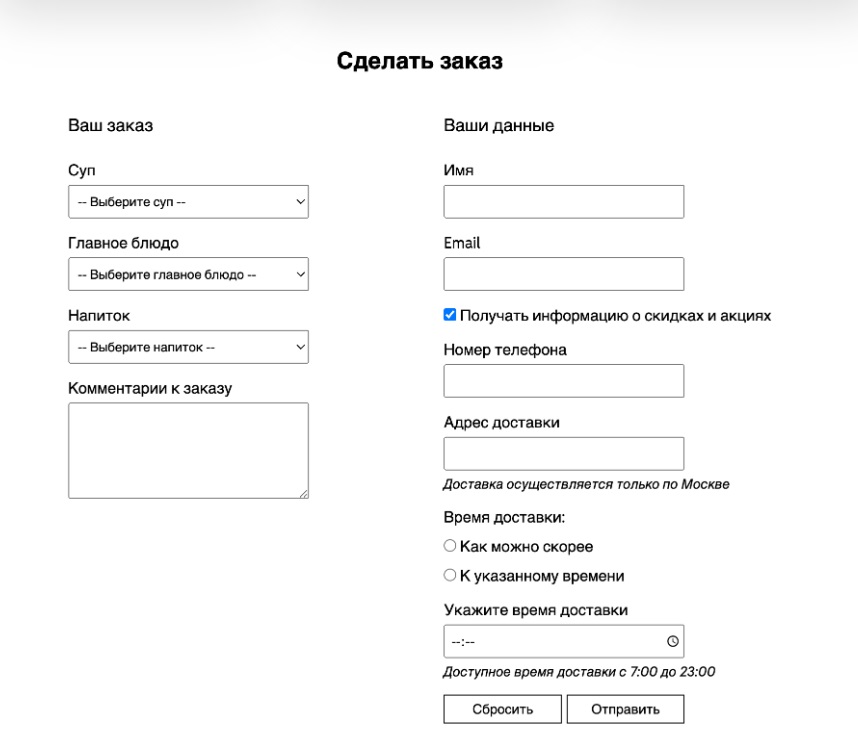 Сделать заказ
Ваш заказ
Суп
-- Выберите суп --
Главное блюдо
-- Выберите главное блюдо --
Напиток
-- Выберите напиток --
Комментарии к заказу
Ваши данные
Имя
Email
Получать информацию о скидках и акциях
Номер телефона
Адрес доставки
Доставка осуществляется только по Москве
Время доставки:
Как можно скорее
К указанному времени
Укажите время доставки
--:--
Доступное время доставки с 7:00 до 23:00
Сбросить
Отправить